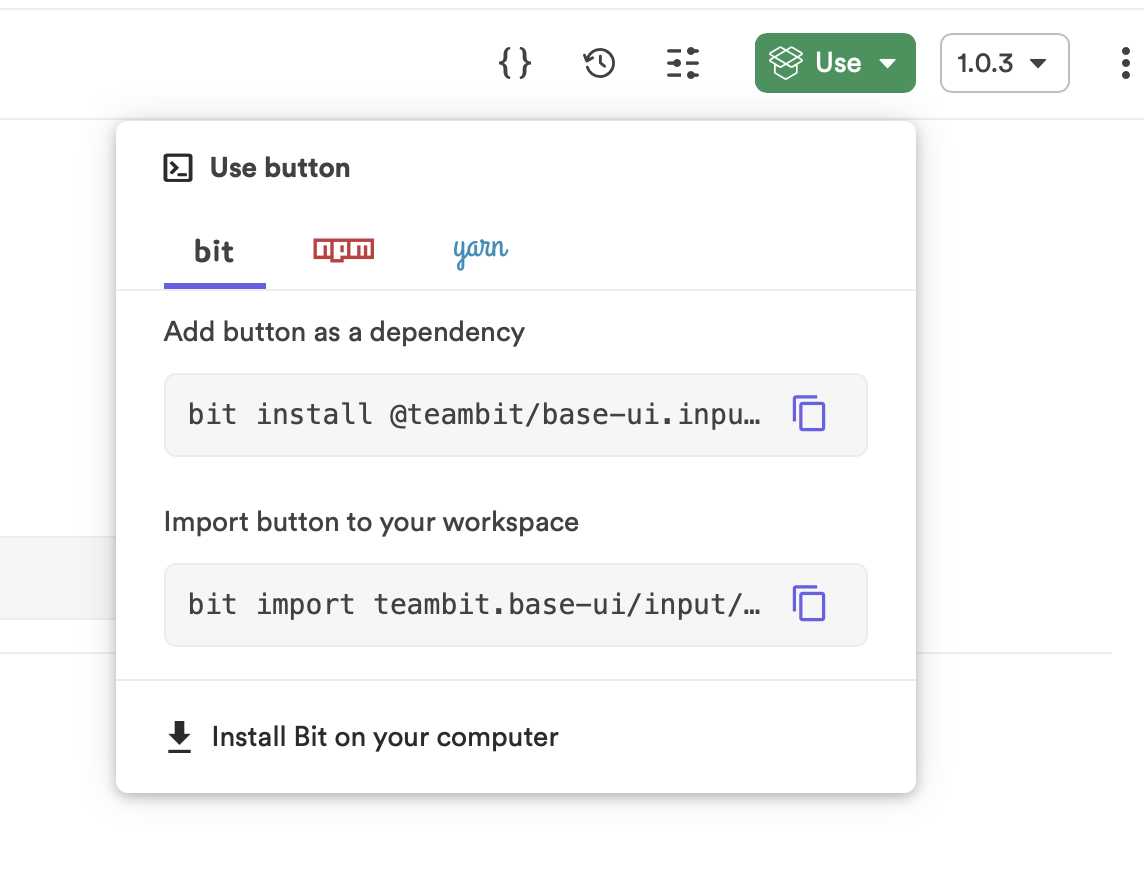 {}
Use
1.0.3
Use button
bit
npm
yarn
Add button as a dependency
bit install @teambit/base-ui.inpu…
Import button to your workspace
bit import teambit.base-ui/input/…
Install Bit on your computer